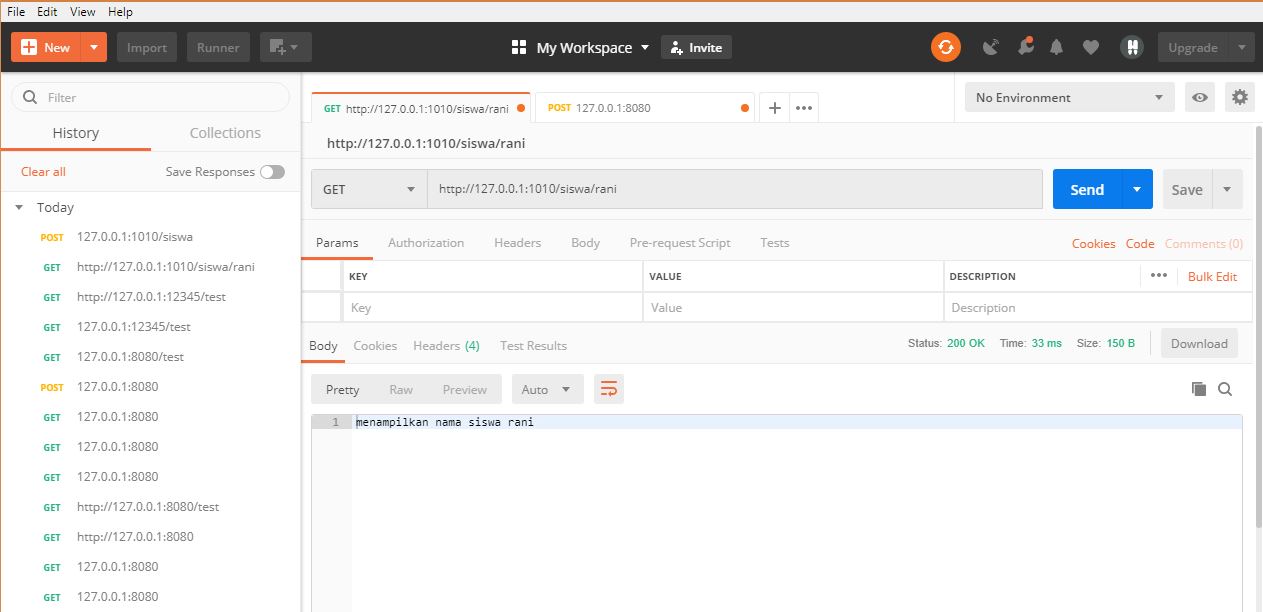 File Edit View Help
New Import Runner My Workspace Invite Upgrade
Filter
History Collections
Clear all Save Responses
Today
POST 127.0.0.1:1010/siswa
GET http://127.0.0.1:1010/siswa/rani
GET http://127.0.0.1:12345/test
GET 127.0.0.1:12345/test
GET 127.0.0.1:8080/test
POST 127.0.0.1:8080
GET 127.0.0.1:8080
GET 127.0.0.1:8080
GET 127.0.0.1:8080
GET http://127.0.0.1:8080/test
GET http://127.0.0.1:8080
GET 127.0.0.1:8080
GET 127.0.0.1:8080
GET http://127.0.0.1:1010/siswa/rani POST 127.0.0.1:8080 No Environment
http://127.0.0.1:1010/siswa/rani
GET http://127.0.0.1:1010/siswa/rani Send Save
Params Authorization Headers Body Pre-request Script Tests Cookies Code Comments (0)
KEY VALUE DESCRIPTION Bulk Edit
Key Value Description
Body Cookies Headers (4) Test Results Status: 200 OK Time: 33 ms Size: 150 B Download
Pretty Raw Preview Auto
1 menampilkan nama siswa rani